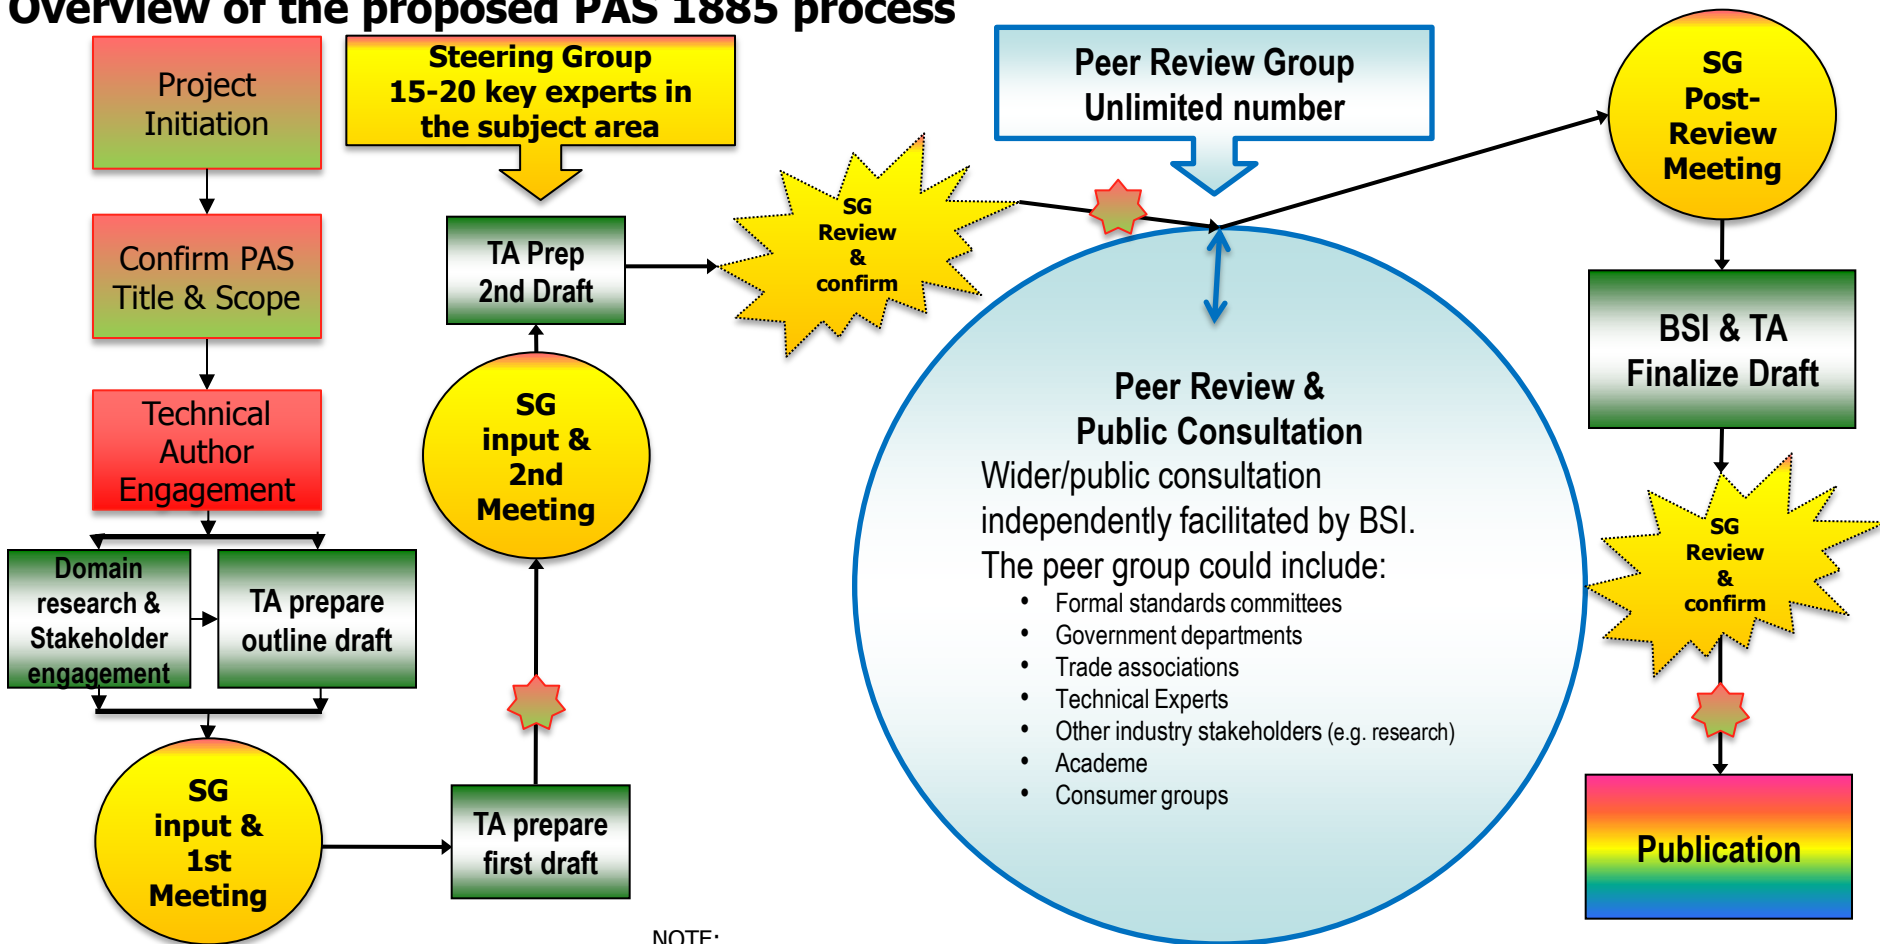 Overview of the proposed PAS 1885 process
Project
Initiation
Confirm PAS
Title & Scope
Technical
Author
Engagement
Domain
research &
Stakeholder
engagement
TA prepare
outline draft
SG
input &
1st
Meeting
TA prepare
first draft
SG
input &
2nd
Meeting
TA Prep
2nd Draft
Steering Group
15-20 key experts in
the subject area
SG
Review
&
confirm
Peer Review Group
Unlimited number
Peer Review &
Public Consultation
Wider/public consultation
independently facilitated by BSI.
The peer group could include:
• Formal standards committees
• Government departments
• Trade associations
• Technical Experts
• Other industry stakeholders (e.g. research)
• Academe
• Consumer groups
SG
Post-
Review
Meeting
BSI & TA
Finalize Draft
SG
Review
&
confirm
Publication
NOTE: